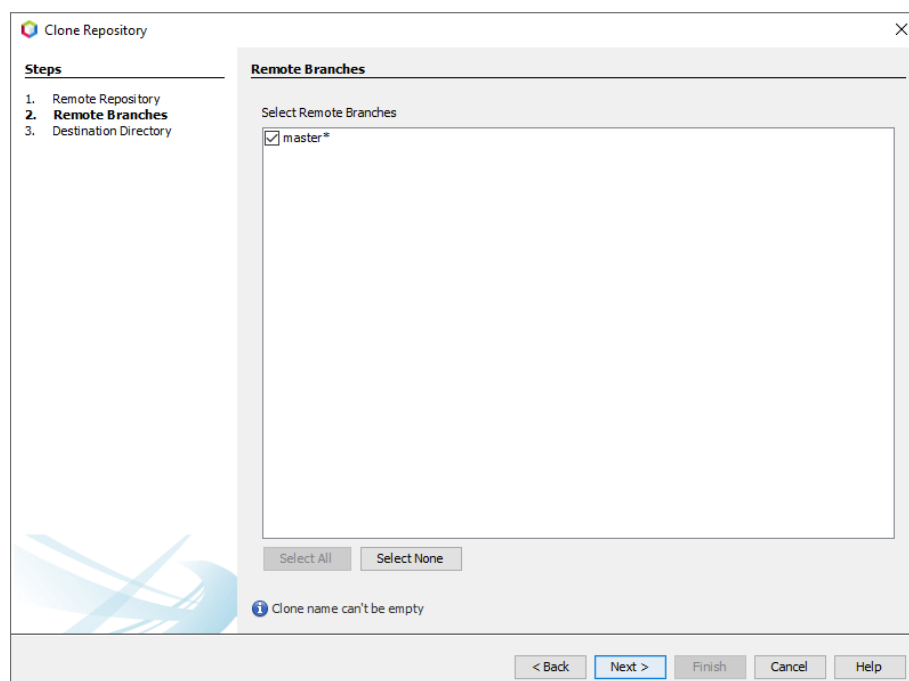 Clone Repository
Steps
1. Remote Repository
2. Remote Branches
3. Destination Directory
Remote Branches
Select Remote Branches
master*
Select All
Select None
Clone name can't be empty
< Back
Next >
Finish
Cancel
Help